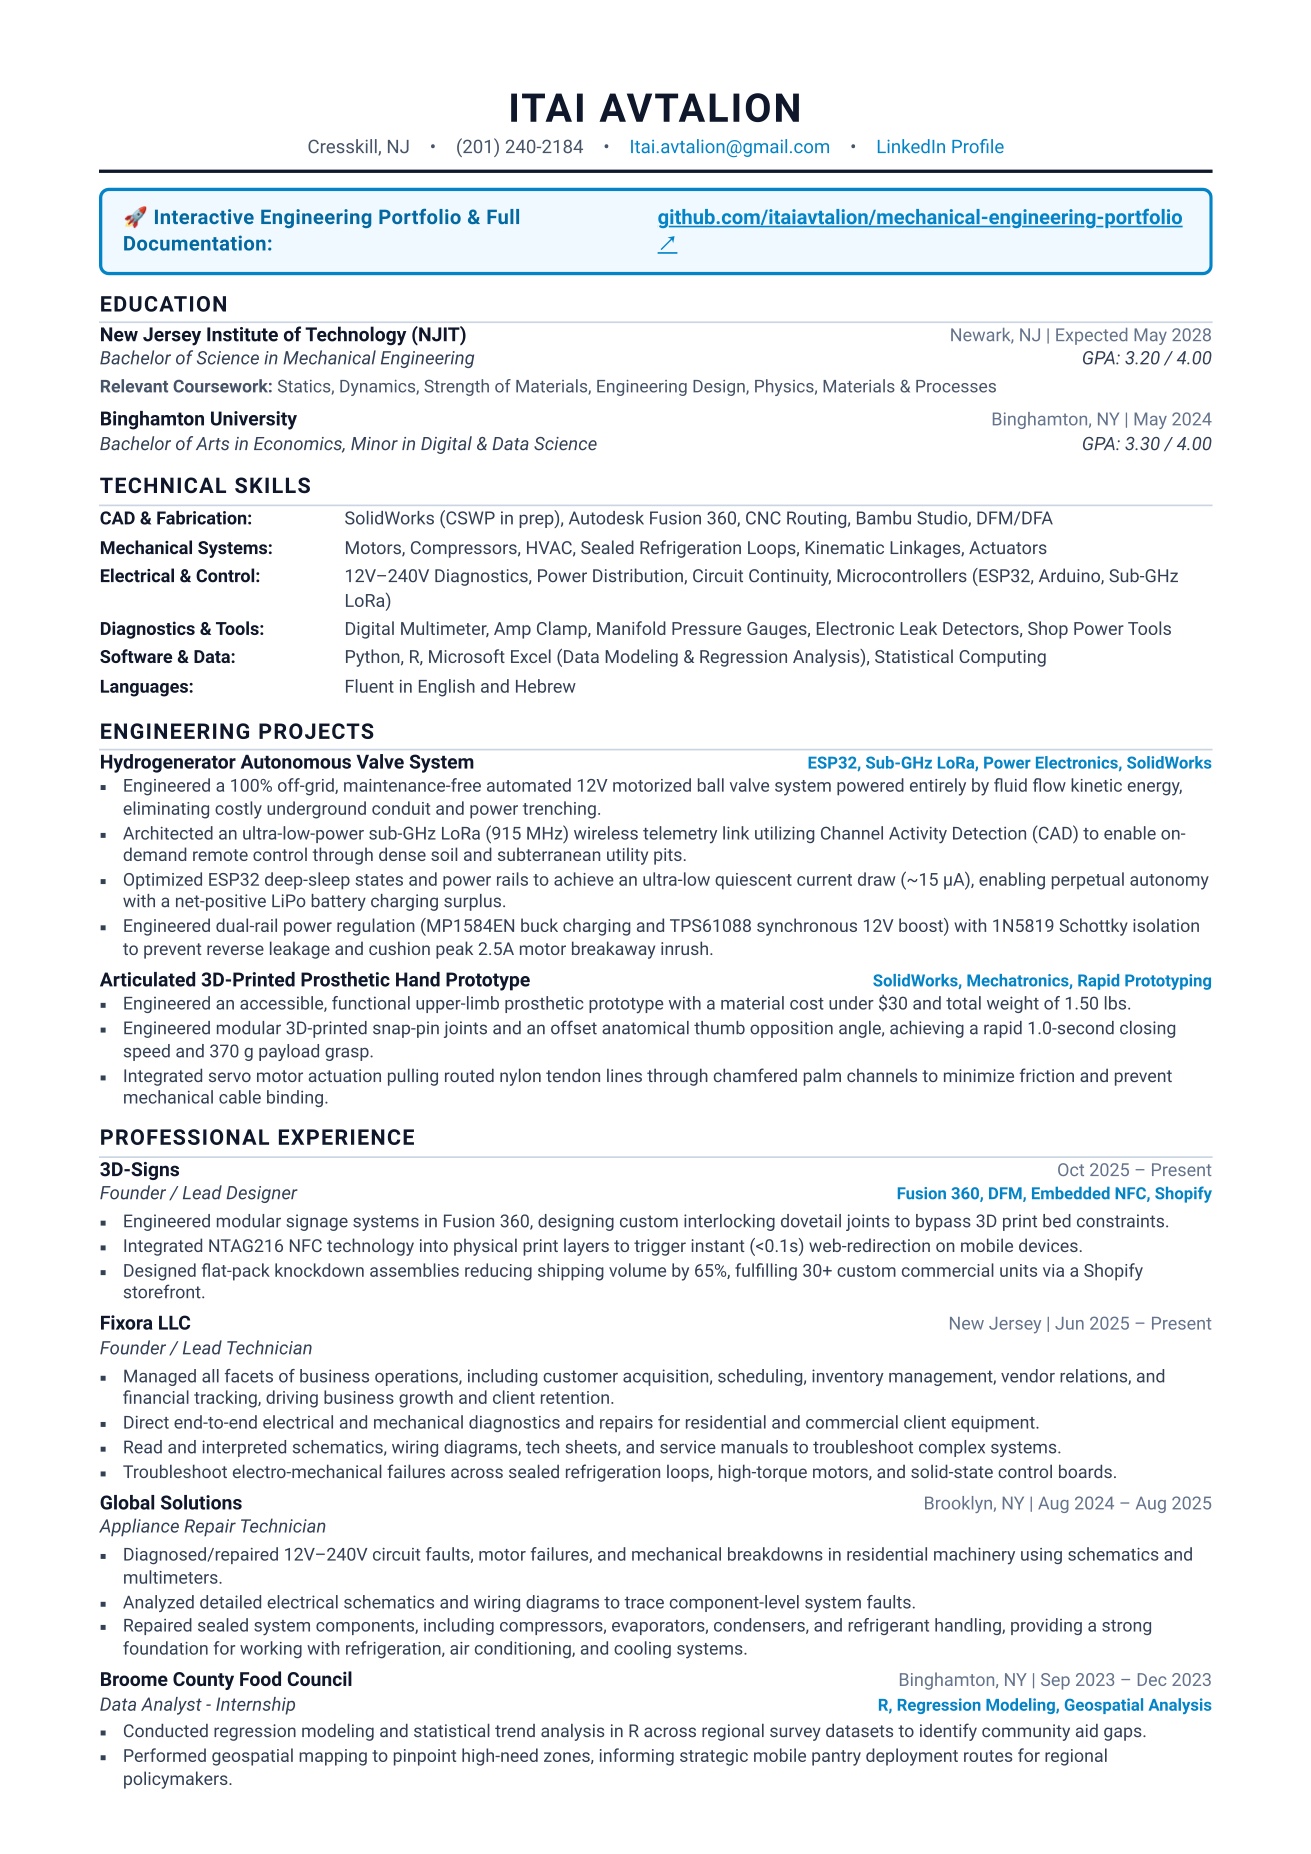 ITAI AVTALION
Cresskill, NJ • (201) 240-2184 • Itai.avtalion@gmail.com • LinkedIn Profile
🚀 Interactive Engineering Portfolio & Full
Documentation:
github.com/itaiavtalion/mechanical-engineering-portfolio
↗
EDUCATION
New Jersey Institute of Technology (NJIT) Newark, NJ | Expected May 2028
Bachelor of Science in Mechanical Engineering GPA: 3.20 / 4.00
Relevant Coursework: Statics, Dynamics, Strength of Materials, Engineering Design, Physics, Materials & Processes
Binghamton University Binghamton, NY | May 2024
Bachelor of Arts in Economics, Minor in Digital & Data Science GPA: 3.30 / 4.00
TECHNICAL SKILLS
CAD & Fabrication: SolidWorks (CSWP in prep), Autodesk Fusion 360, CNC Routing, Bambu Studio, DFM/DFA
Mechanical Systems: Motors, Compressors, HVAC, Sealed Refrigeration Loops, Kinematic Linkages, Actuators
Electrical & Control: 12V–240V Diagnostics, Power Distribution, Circuit Continuity, Microcontrollers (ESP32, Arduino, Sub-GHz
LoRa)
Diagnostics & Tools: Digital Multimeter, Amp Clamp, Manifold Pressure Gauges, Electronic Leak Detectors, Shop Power Tools
Software & Data: Python, R, Microsoft Excel (Data Modeling & Regression Analysis), Statistical Computing
Languages: Fluent in English and Hebrew
ENGINEERING PROJECTS
Hydrogenerator Autonomous Valve System ESP32, Sub-GHz LoRa, Power Electronics, SolidWorks
▪ Engineered a 100% off-grid, maintenance-free automated 12V motorized ball valve system powered entirely by fluid flow kinetic energy,
eliminating costly underground conduit and power trenching.
▪ Architected an ultra-low-power sub-GHz LoRa (915 MHz) wireless telemetry link utilizing Channel Activity Detection (CAD) to enable on-
demand remote control through dense soil and subterranean utility pits.
▪ Optimized ESP32 deep-sleep states and power rails to achieve an ultra-low quiescent current draw (~15 µA), enabling perpetual autonomy
with a net-positive LiPo battery charging surplus.
▪ Engineered dual-rail power regulation (MP1584EN buck charging and TPS61088 synchronous 12V boost) with 1N5819 Schottky isolation
to prevent reverse leakage and cushion peak 2.5A motor breakaway inrush.
Articulated 3D-Printed Prosthetic Hand Prototype SolidWorks, Mechatronics, Rapid Prototyping
▪ Engineered an accessible, functional upper-limb prosthetic prototype with a material cost under $30 and total weight of 1.50 lbs.
▪ Engineered modular 3D-printed snap-pin joints and an offset anatomical thumb opposition angle, achieving a rapid 1.0-second closing
speed and 370 g payload grasp.
▪ Integrated servo motor actuation pulling routed nylon tendon lines through chamfered palm channels to minimize friction and prevent
mechanical cable binding.
PROFESSIONAL EXPERIENCE
3D-Signs Oct 2025 – Present
Founder / Lead Designer Fusion 360, DFM, Embedded NFC, Shopify
▪ Engineered modular signage systems in Fusion 360, designing custom interlocking dovetail joints to bypass 3D print bed constraints.
▪ Integrated NTAG216 NFC technology into physical print layers to trigger instant (<0.1s) web-redirection on mobile devices.
▪ Designed flat-pack knockdown assemblies reducing shipping volume by 65%, fulfilling 30+ custom commercial units via a Shopify
storefront.
Fixora LLC New Jersey | Jun 2025 – Present
Founder / Lead Technician
▪ Managed all facets of business operations, including customer acquisition, scheduling, inventory management, vendor relations, and
financial tracking, driving business growth and client retention.
▪ Direct end-to-end electrical and mechanical diagnostics and repairs for residential and commercial client equipment.
▪ Read and interpreted schematics, wiring diagrams, tech sheets, and service manuals to troubleshoot complex systems.
▪ Troubleshoot electro-mechanical failures across sealed refrigeration loops, high-torque motors, and solid-state control boards.
Global Solutions Brooklyn, NY | Aug 2024 – Aug 2025
Appliance Repair Technician
▪ Diagnosed/repaired 12V–240V circuit faults, motor failures, and mechanical breakdowns in residential machinery using schematics and
multimeters.
▪ Analyzed detailed electrical schematics and wiring diagrams to trace component-level system faults.
▪ Repaired sealed system components, including compressors, evaporators, condensers, and refrigerant handling, providing a strong
foundation for working with refrigeration, air conditioning, and cooling systems.
Broome County Food Council Binghamton, NY | Sep 2023 – Dec 2023
Data Analyst - Internship R, Regression Modeling, Geospatial Analysis
▪ Conducted regression modeling and statistical trend analysis in R across regional survey datasets to identify community aid gaps.
▪ Performed geospatial mapping to pinpoint high-need zones, informing strategic mobile pantry deployment routes for regional
policymakers.